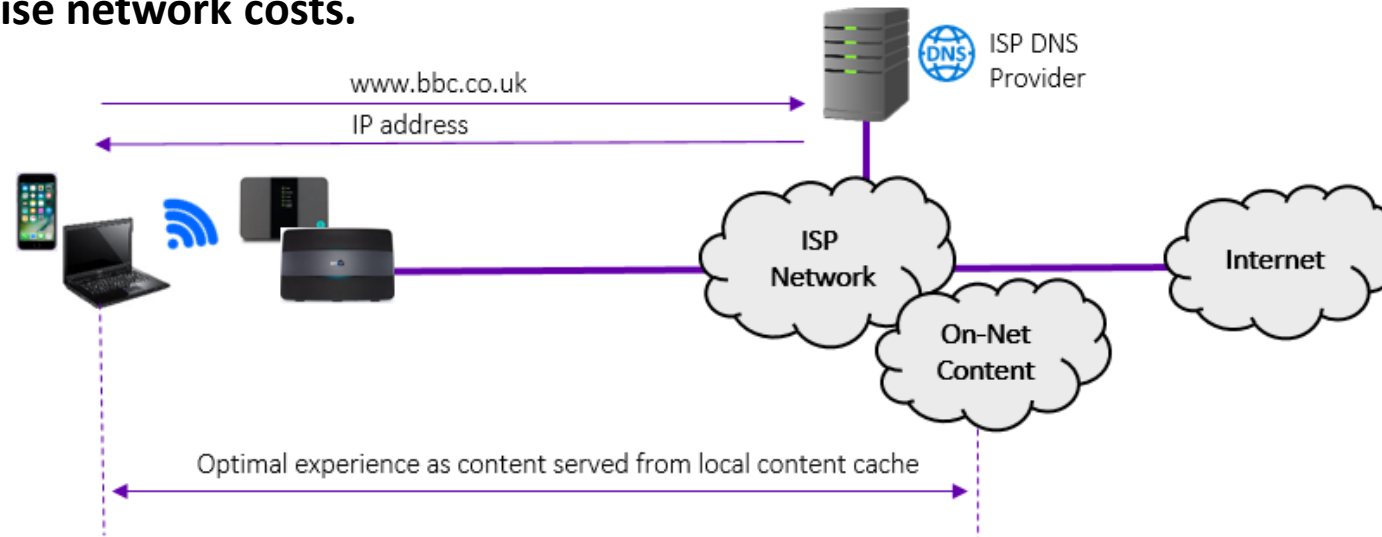 ise network costs.
www.bbc.co.uk
IP address
DNS
ISP DNS
Provider
ISP
Network
Internet
On-Net
Content
Optimal experience as content served from local content cache